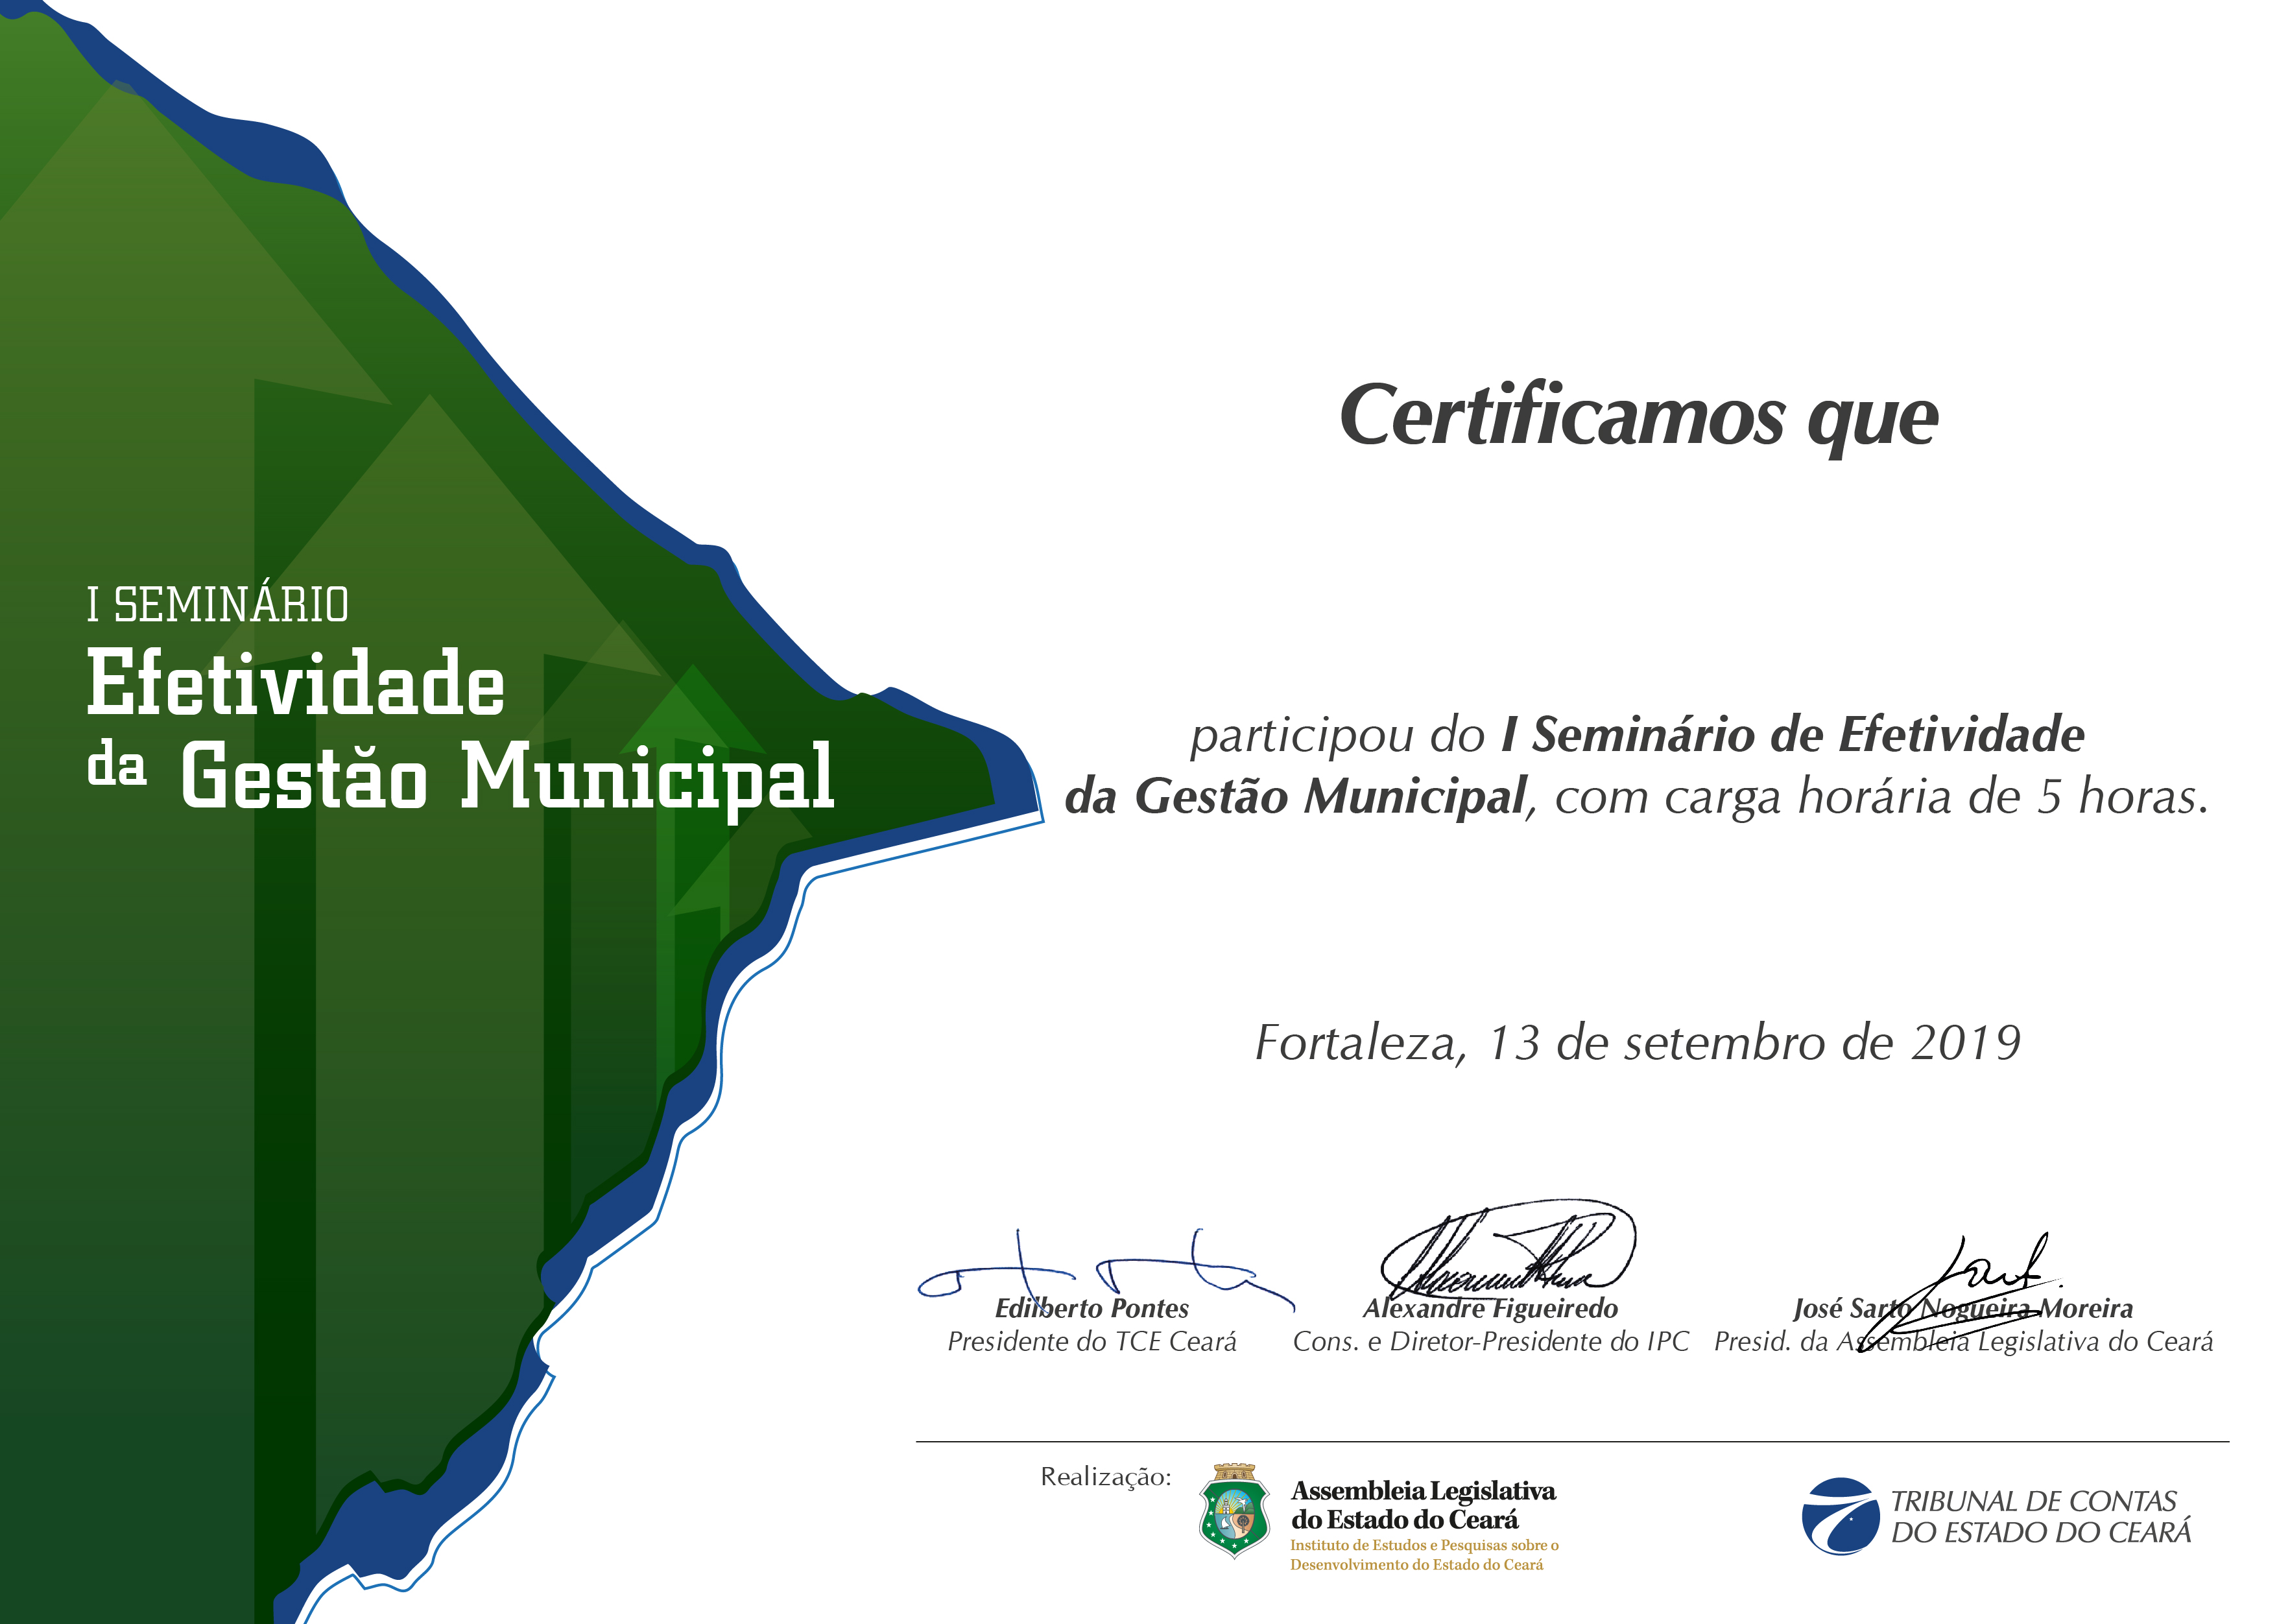 I SEMINÁRIO
Efetividade
da Gestão Municipal
Certificamos que
participou do I Seminário de Efetividade
da Gestão Municipal, com carga horária de 5 horas.
Fortaleza, 13 de setembro de 2019
Edilberto Pontes
Presidente do TCE Ceará
Alexandre Figueiredo
Cons. e Diretor-Presidente do IPC
José Sarto Nogueira Moreira
Presid. da Assembleia Legislativa do Ceará
Realização:
Assembleia Legislativa
do Estado do Ceará
Instituto de Estudos e Pesquisas sobre o
Desenvolvimento do Estado do Ceará
TRIBUNAL DE CONTAS
DO ESTADO DO CEARÁ